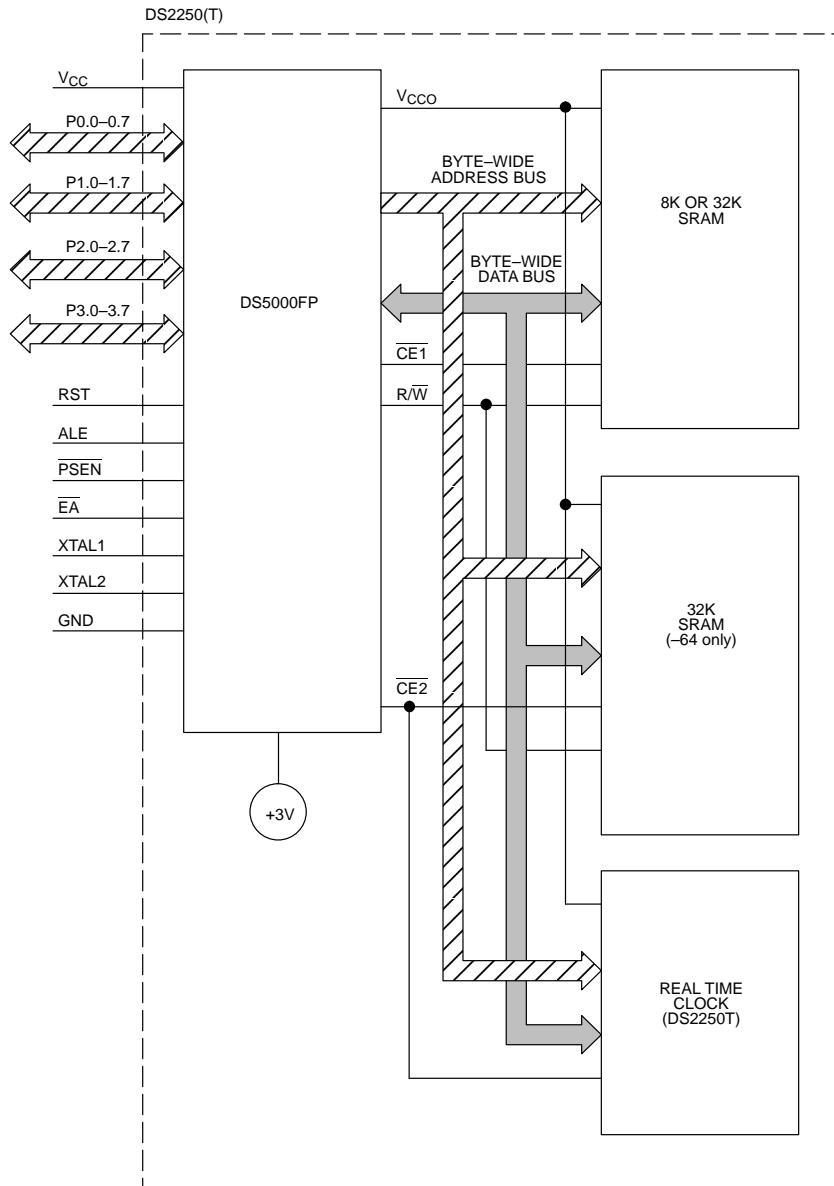 DS2250(T)
VCC
P0.0–0.7
P1.0–1.7
P2.0–2.7
P3.0–3.7
RST
ALE
PSEN
EA
XTAL1
XTAL2
GND
DS5000FP
+3V
VCCO
BYTE–WIDE
ADDRESS BUS
BYTE–WIDE
DATA BUS
CE1
R/W
CE2
8K OR 32K
SRAM
32K
SRAM
(–64 only)
REAL TIME
CLOCK
(DS2250T)